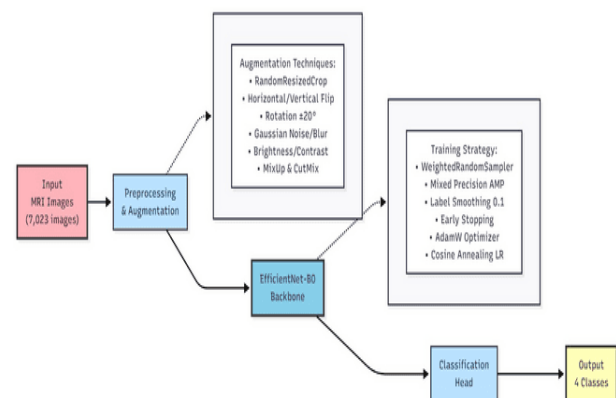 Augmentation Techniques:
• RandomResizedCrop
• Horizontal/Vertical Flip
• Rotation ±20°
• Gaussian Noise/Blur
• Brightness/Contrast
• MixUp & CutMix
Training Strategy:
• WeightedRandomSampler
• Mixed Precision AMP
• Label Smoothing 0.1
• Early Stopping
• AdamW Optimizer
• Cosine Annealing LR
Input
MRI Images
(7,023 images)
Preprocessing
& Augmentation
EfficientNet-B0
Backbone
Classification
Head
Output
4 Classes